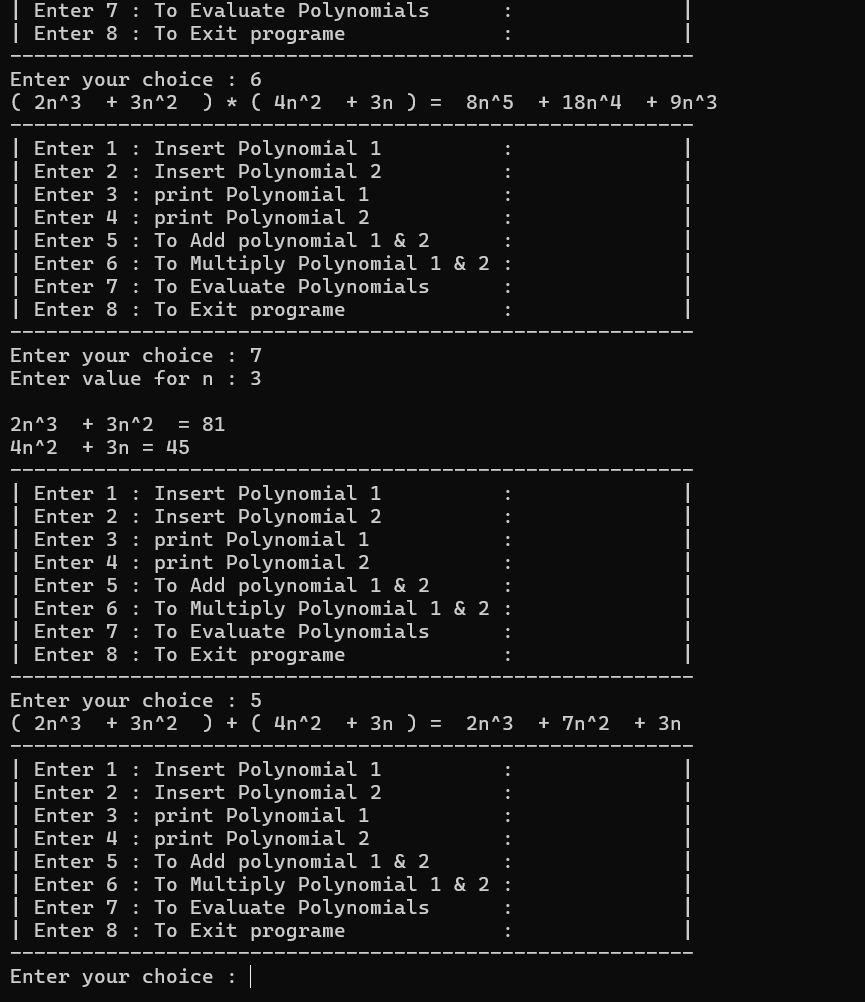 | Enter 7 : To Evaluate Polynomials      :              |
| Enter 8 : To Exit programe             :              |
---------------------------------------------------------
Enter your choice : 6
( 2n^3  + 3n^2  ) * ( 4n^2  + 3n ) =  8n^5  + 18n^4  + 9n^3
---------------------------------------------------------
| Enter 1 : Insert Polynomial 1          :              |
| Enter 2 : Insert Polynomial 2          :              |
| Enter 3 : print Polynomial 1           :              |
| Enter 4 : print Polynomial 2           :              |
| Enter 5 : To Add polynomial 1 & 2      :              |
| Enter 6 : To Multiply Polynomial 1 & 2 :              |
| Enter 7 : To Evaluate Polynomials      :              |
| Enter 8 : To Exit programe             :              |
---------------------------------------------------------
Enter your choice : 7
Enter value for n : 3

2n^3  + 3n^2  = 81
4n^2  + 3n = 45
---------------------------------------------------------
| Enter 1 : Insert Polynomial 1          :              |
| Enter 2 : Insert Polynomial 2          :              |
| Enter 3 : print Polynomial 1           :              |
| Enter 4 : print Polynomial 2           :              |
| Enter 5 : To Add polynomial 1 & 2      :              |
| Enter 6 : To Multiply Polynomial 1 & 2 :              |
| Enter 7 : To Evaluate Polynomials      :              |
| Enter 8 : To Exit programe             :              |
---------------------------------------------------------
Enter your choice : 5
( 2n^3  + 3n^2  ) + ( 4n^2  + 3n ) =  2n^3  + 7n^2  + 3n
---------------------------------------------------------
| Enter 1 : Insert Polynomial 1          :              |
| Enter 2 : Insert Polynomial 2          :              |
| Enter 3 : print Polynomial 1           :              |
| Enter 4 : print Polynomial 2           :              |
| Enter 5 : To Add polynomial 1 & 2      :              |
| Enter 6 : To Multiply Polynomial 1 & 2 :              |
| Enter 7 : To Evaluate Polynomials      :              |
| Enter 8 : To Exit programe             :              |
---------------------------------------------------------
Enter your choice :